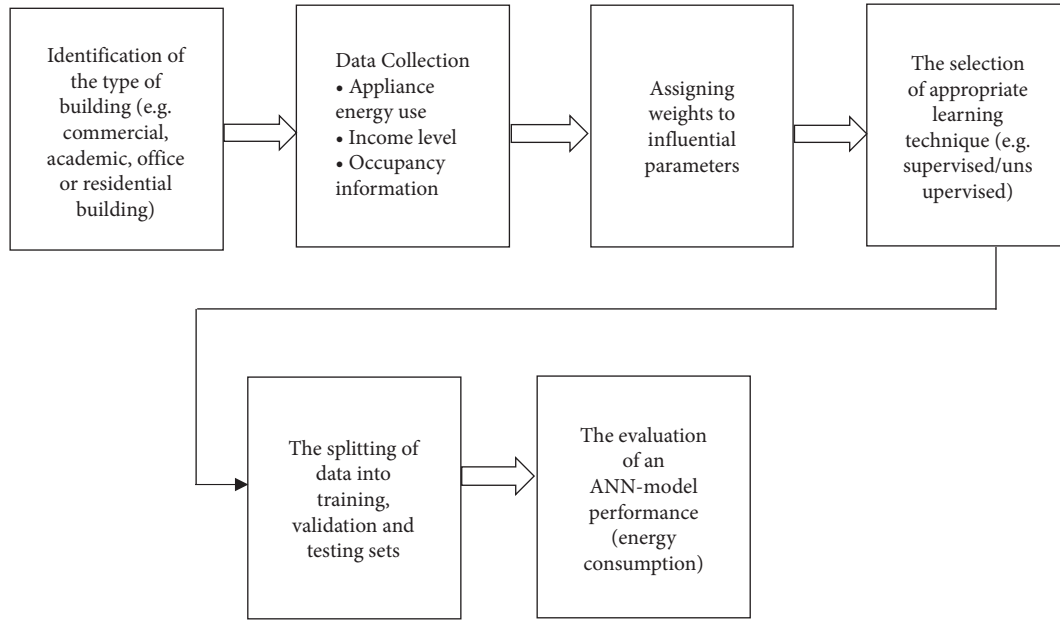 Identification of
the type of
building (e.g.
commercial,
academic, office
or residential
building)
Data Collection
• Appliance
energy use
• Income level
• Occupancy
information
Assigning
weights to
influential
parameters
The selection
of appropriate
learning
technique (e.g.
supervised/uns
upervised)
The splitting of
data into
training,
validation and
testing sets
The evaluation
of an
ANN-model
performance
(energy
consumption)